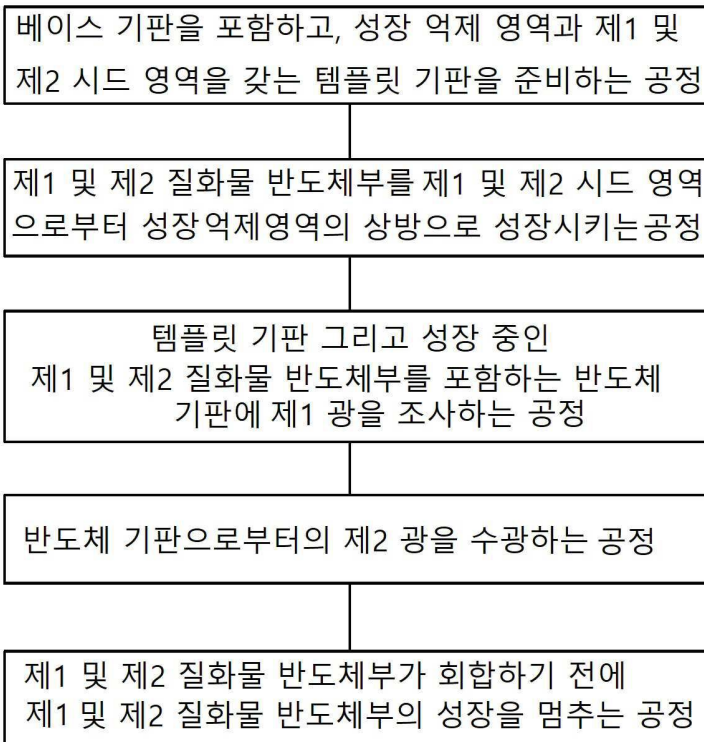 베이스 기판을 포함하고, 성장 억제 영역과 제1 및
제2 시드 영역을 갖는 템플릿 기판을 준비하는 공정
제1 및 제2 질화물 반도체부를 제1 및 제2 시드 영역
으로부터 성장억제영역의 상방으로 성장시키는공정
템플릿 기판 그리고 성장 중인
제1 및 제2 질화물 반도체부를 포함하는 반도체
기판에 제1 광을 조사하는 공정
반도체 기판으로부터의 제2 광을 수광하는 공정
제1 및 제2 질화물 반도체부가 회합하기 전에
제1 및 제2 질화물 반도체부의 성장을 멈추는 공정